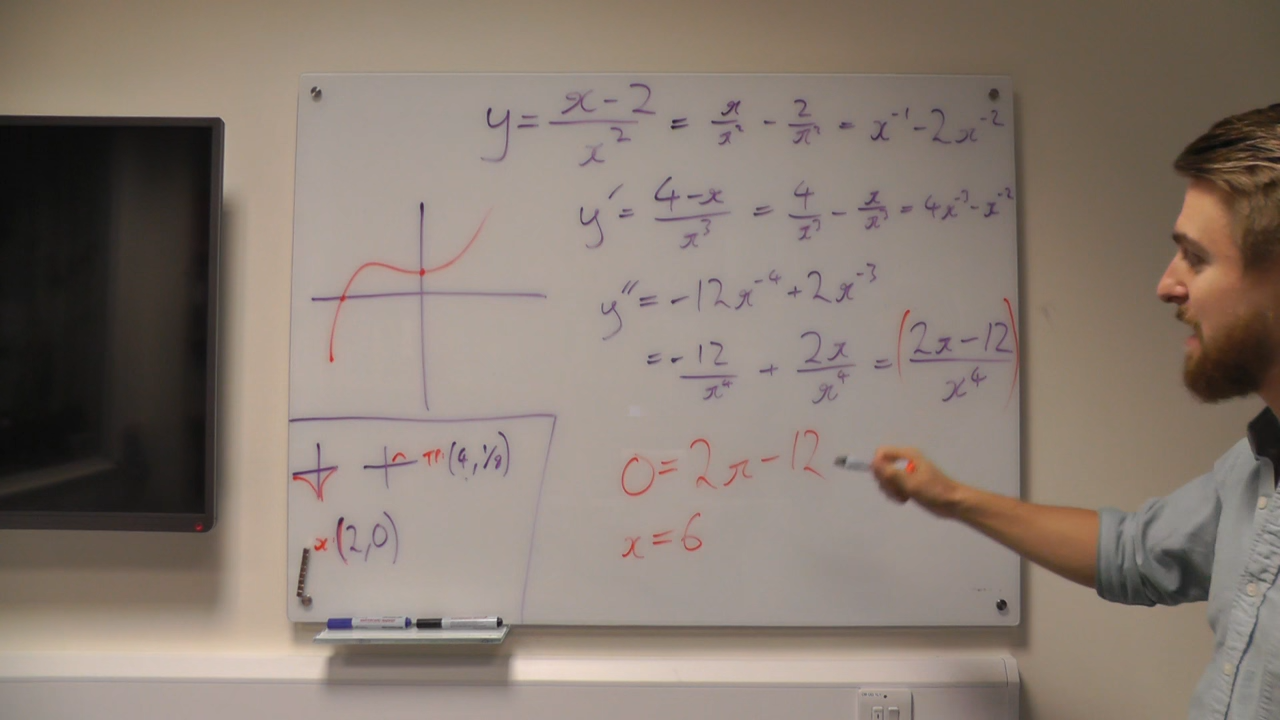 y = x-2/x² = x/x² - 2/x² = x⁻¹ - 2x⁻²
y' = 4-x/x³ = 4/x³ - x/x³ = 4x⁻³ - x⁻²
y'' = -12x⁻⁴ + 2x⁻³
= -12/x⁴ + 2x/x⁴ = (2x-12/x⁴)
TP: (4, 1/8)
x: (2,0)
0 = 2x - 12
x = 6